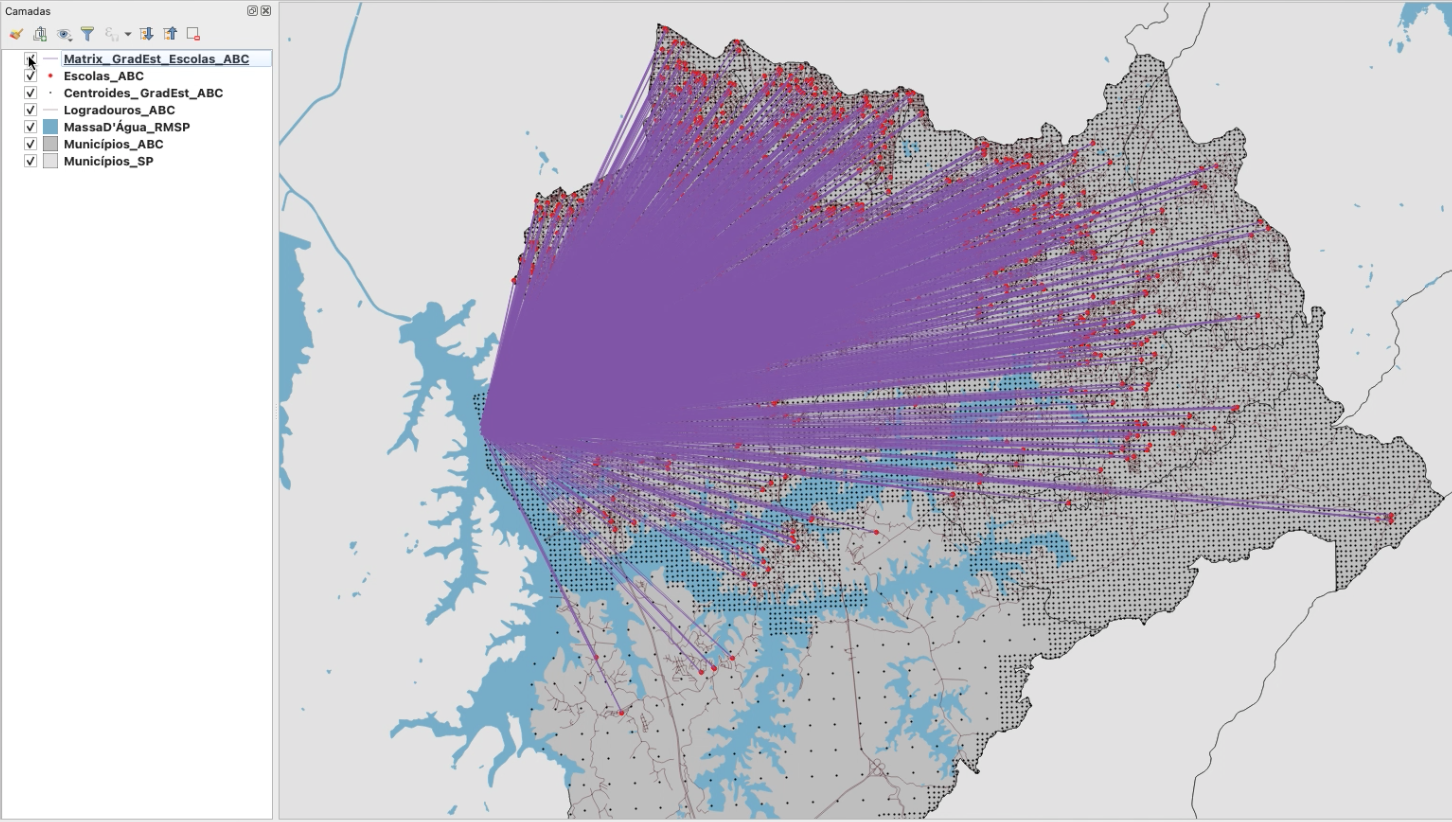 Camadas
Matrix_GradEst_Escolas_ABC
Escolas_ABC
Centroides_GradEst_ABC
Logradouros_ABC
MassaD'Água_RMSP
Municípios_ABC
Municípios_SP